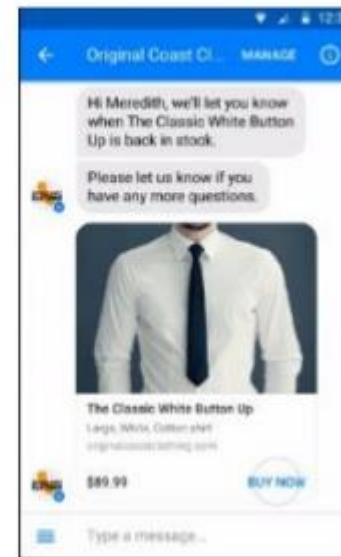 12:3
Original Coast Cl... MANAGE
Hi Meredith, we'll let you know
when The Classic White Button
Up is back in stock.
Please let us know if you
have any more questions.
The Classic White Button Up
Large, White, Cotton shirt
$89.99 BUY NOW
Type a message...